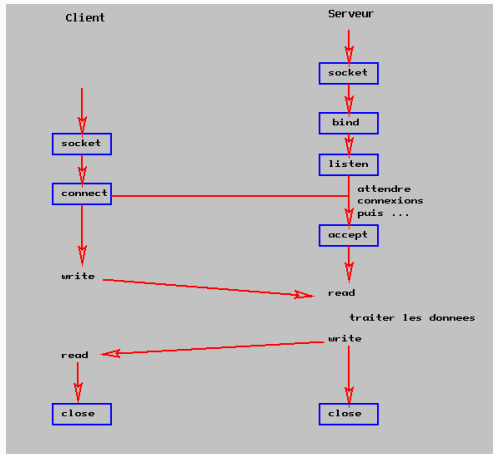 Client
Serveur
socket
bind
socket
listen
connect
attendre
connexions
puis ...
accept
write
read
traiter les donnees
write
read
close
close